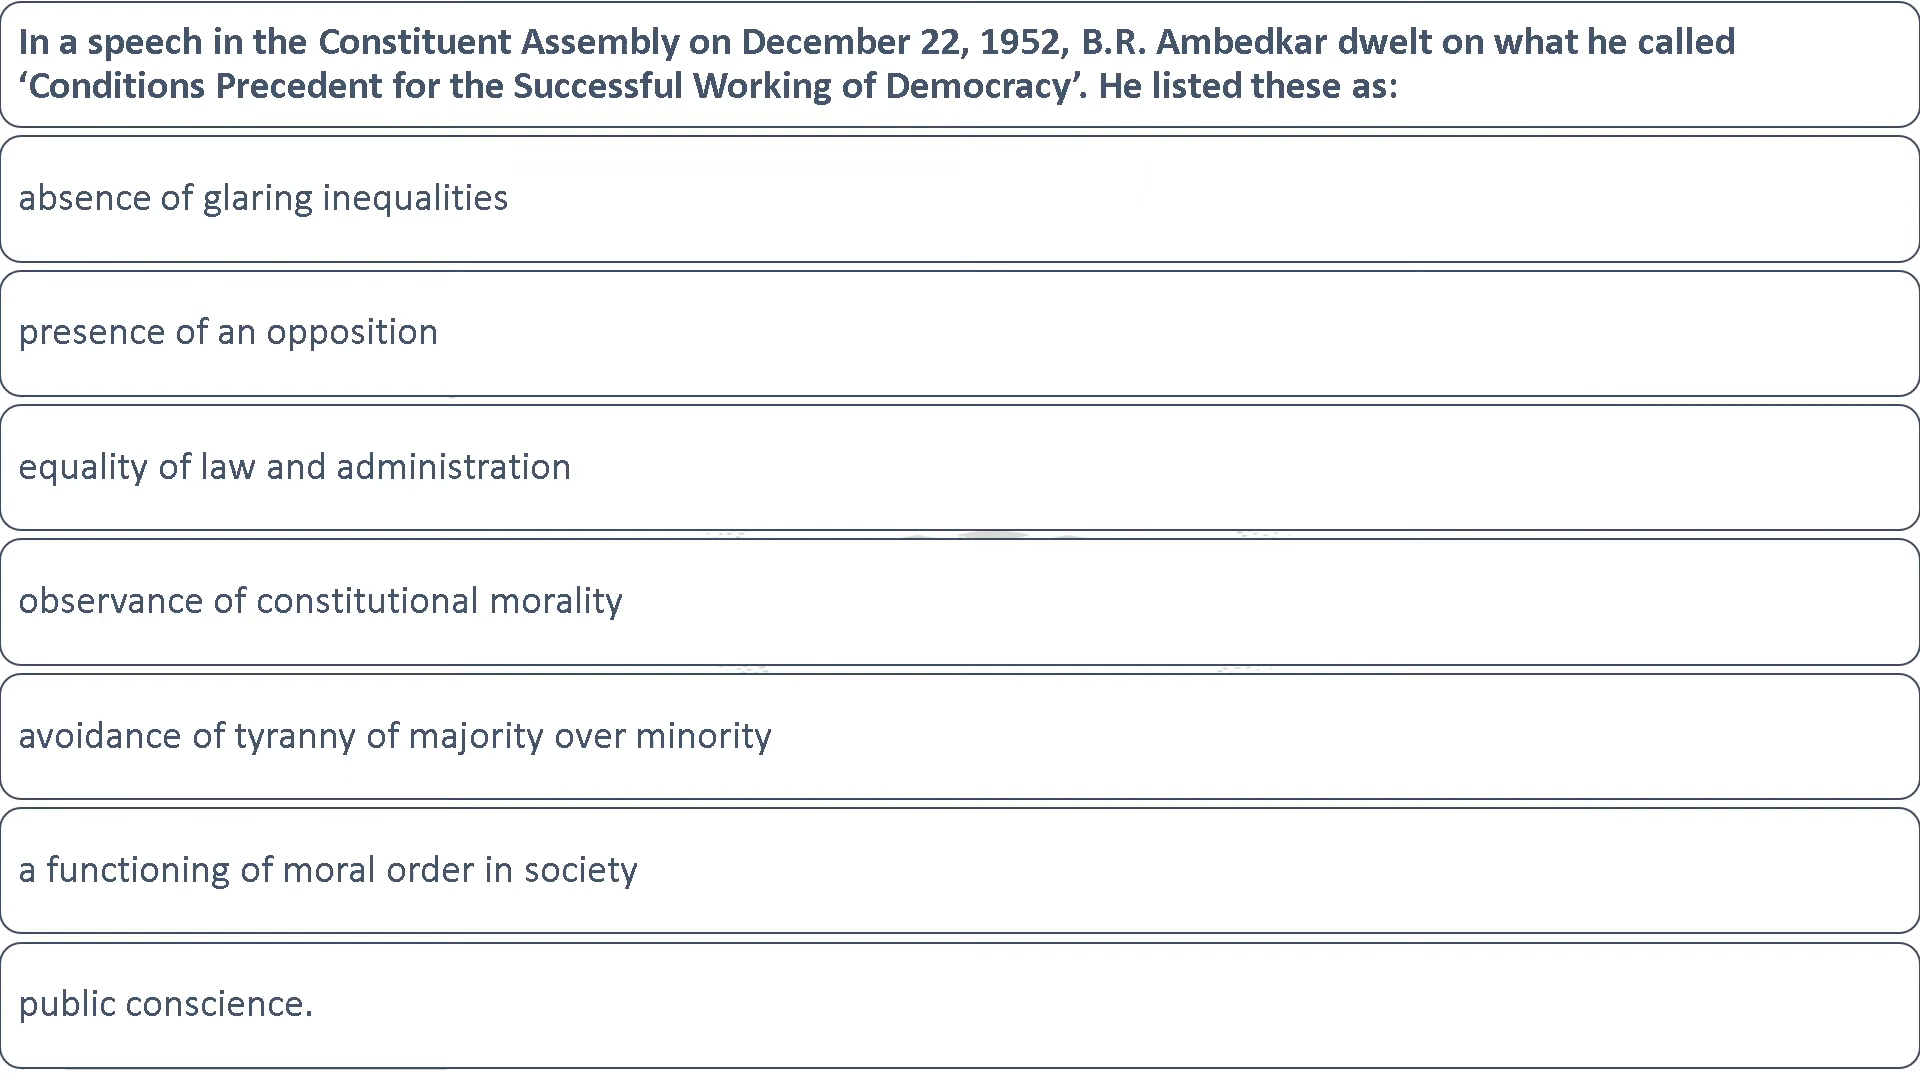 In a speech in the Constituent Assembly on December 22, 1952, B.R. Ambedkar dwelt on what he called
‘Conditions Precedent for the Successful Working of Democracy’. He listed these as:
absence of glaring inequalities
presence of an opposition
equality of law and administration
observance of constitutional morality
avoidance of tyranny of majority over minority
a functioning of moral order in society
public conscience.